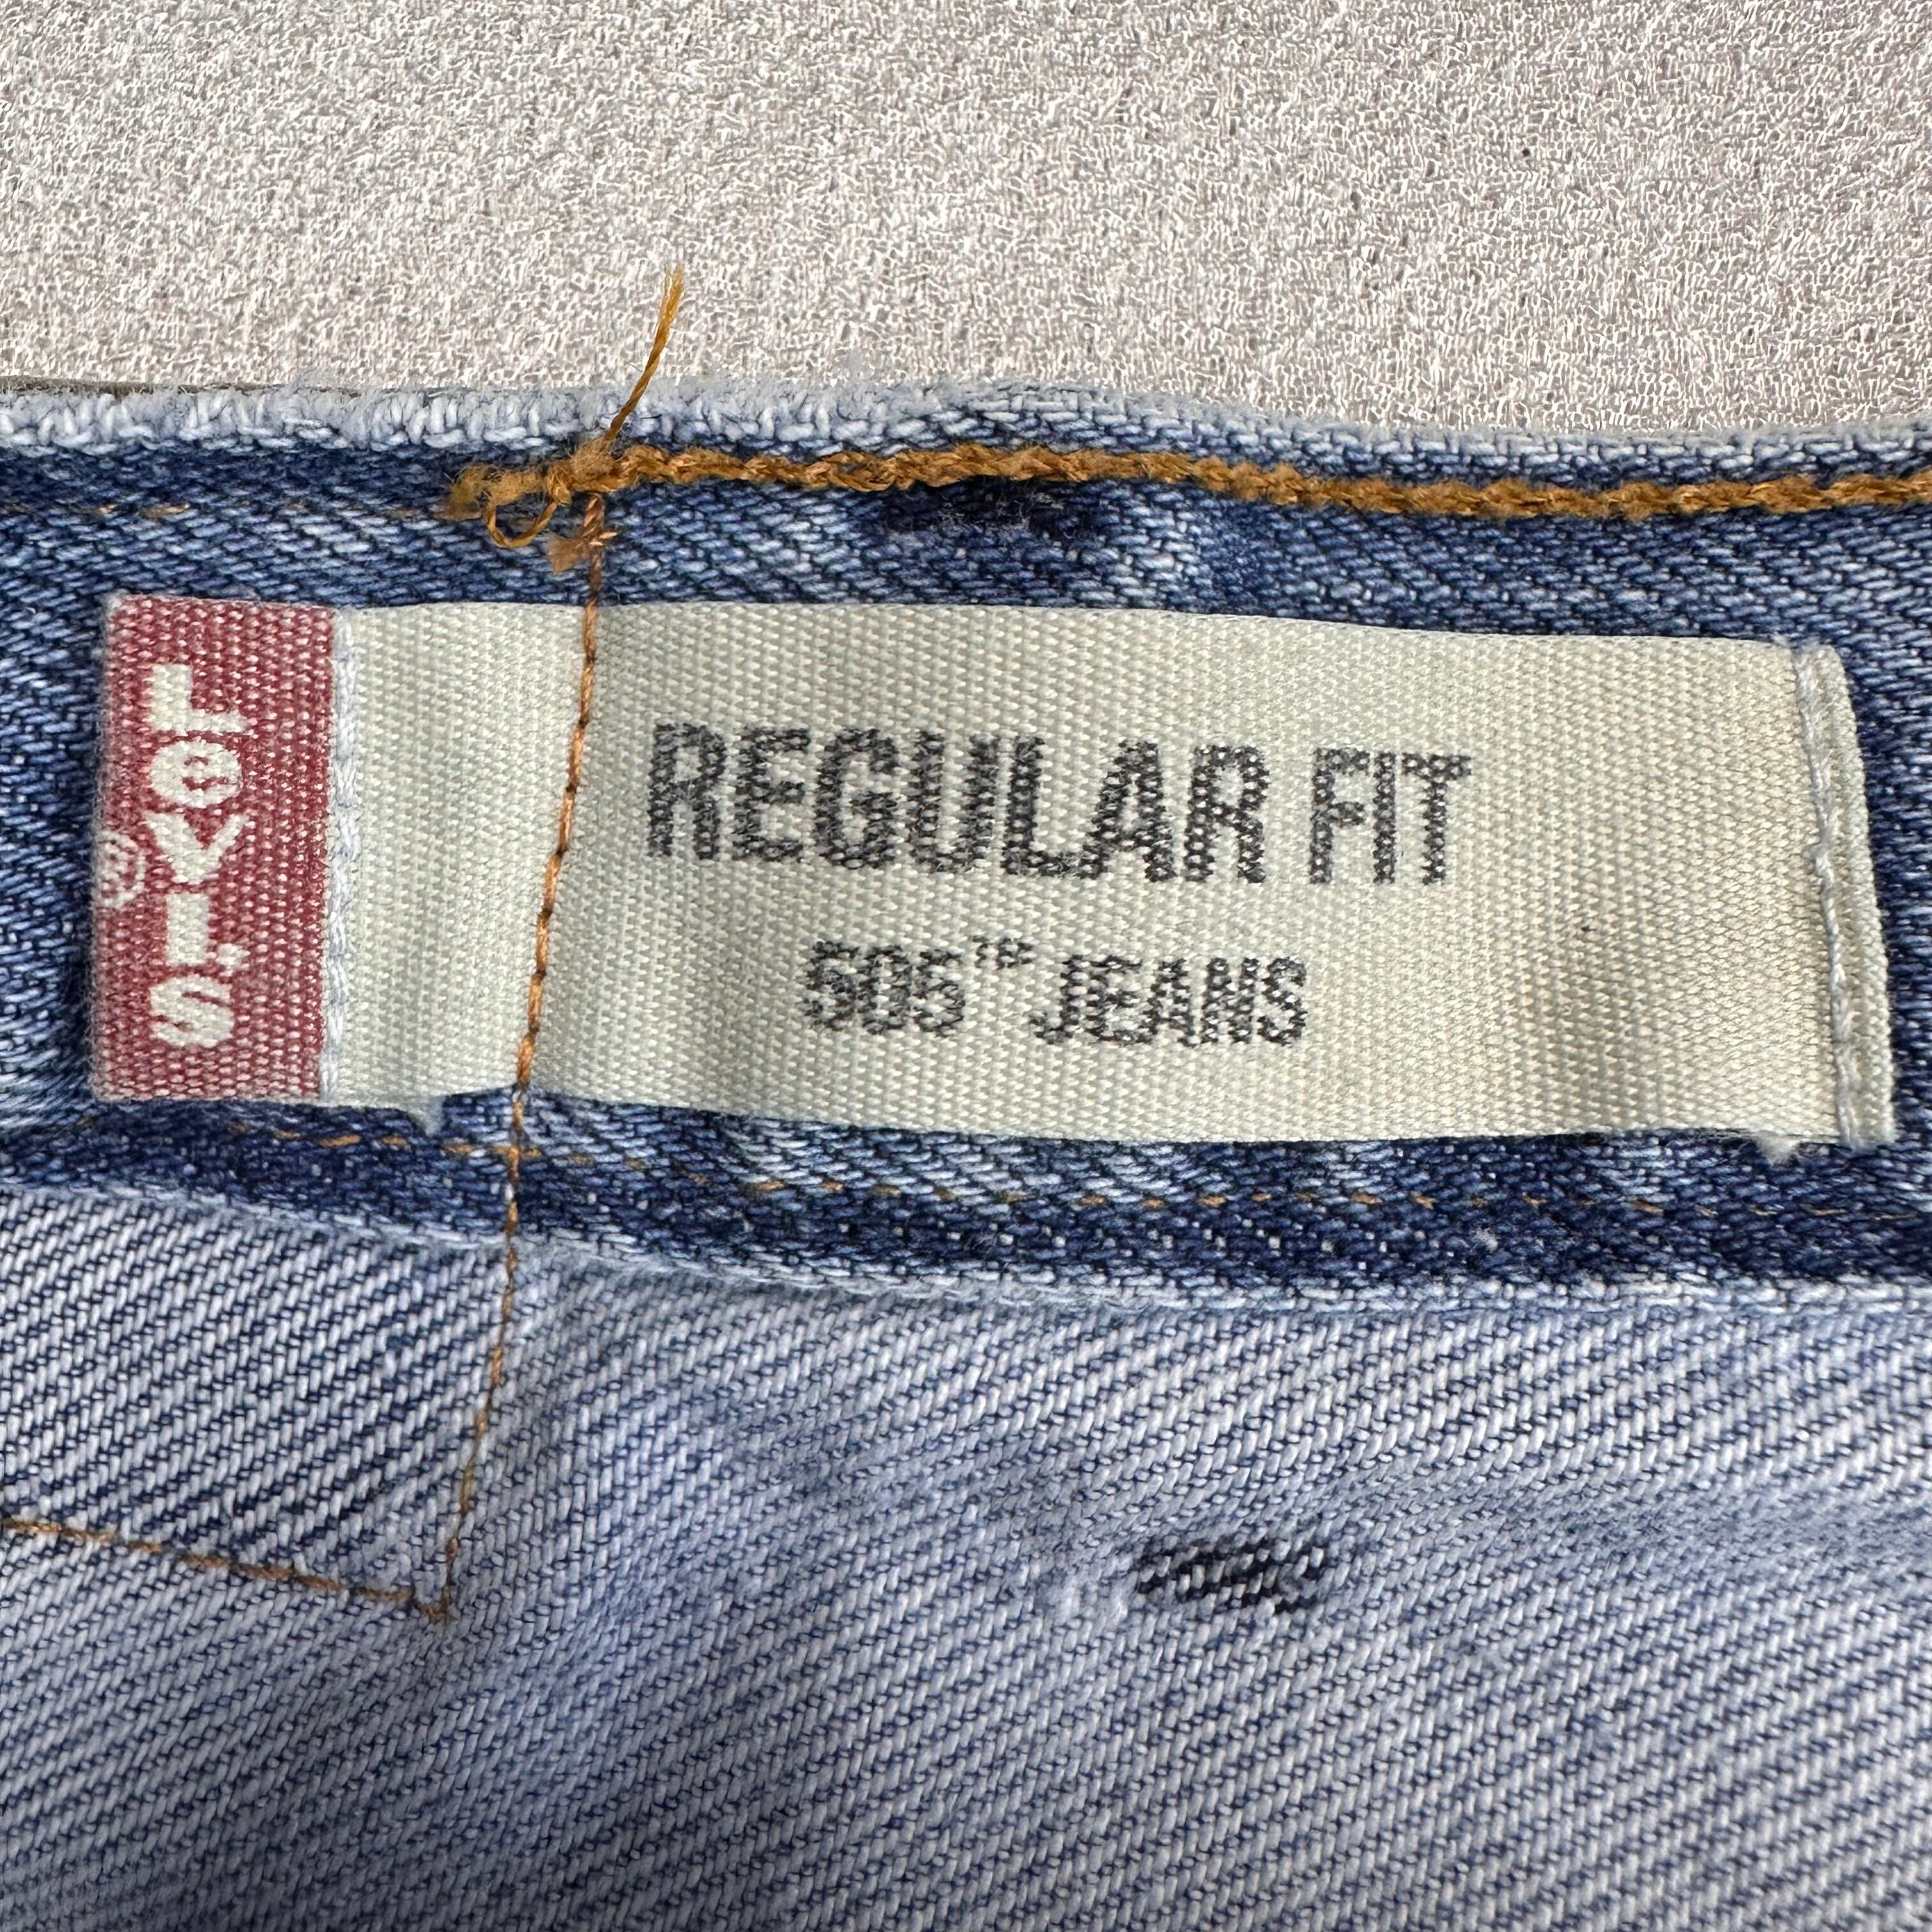 LEVI'S
®
REGULAR FIT
505™ JEANS